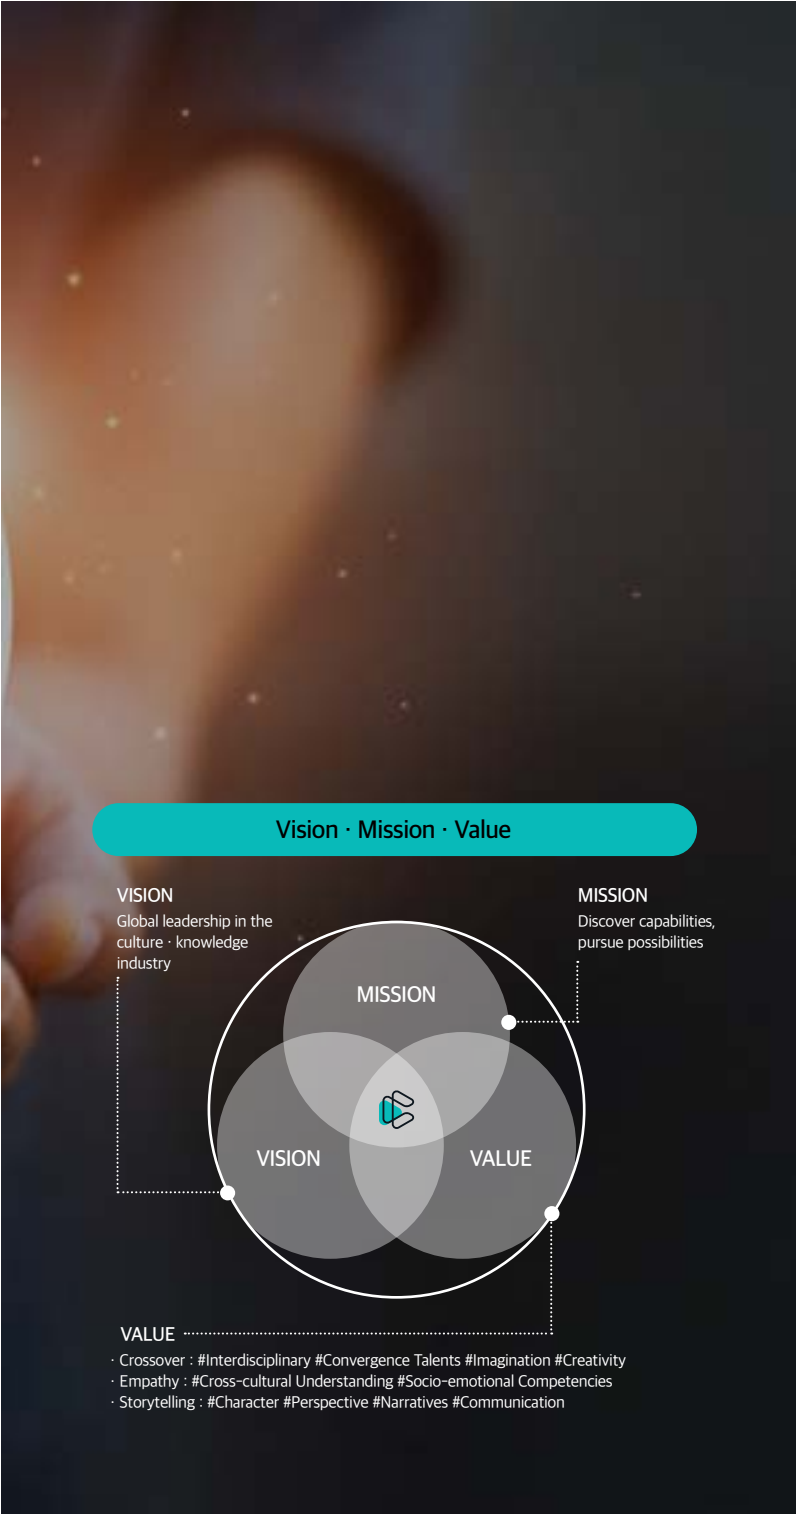 Vision · Mission · Value
VISION
Global leadership in the
culture · knowledge
industry
MISSION
Discover capabilities,
pursue possibilities
MISSION
VISION
VALUE
VALUE
· Crossover : #Interdisciplinary #Convergence Talents #Imagination #Creativity
· Empathy : #Cross-cultural Understanding #Socio-emotional Competencies
· Storytelling : #Character #Perspective #Narratives #Communication